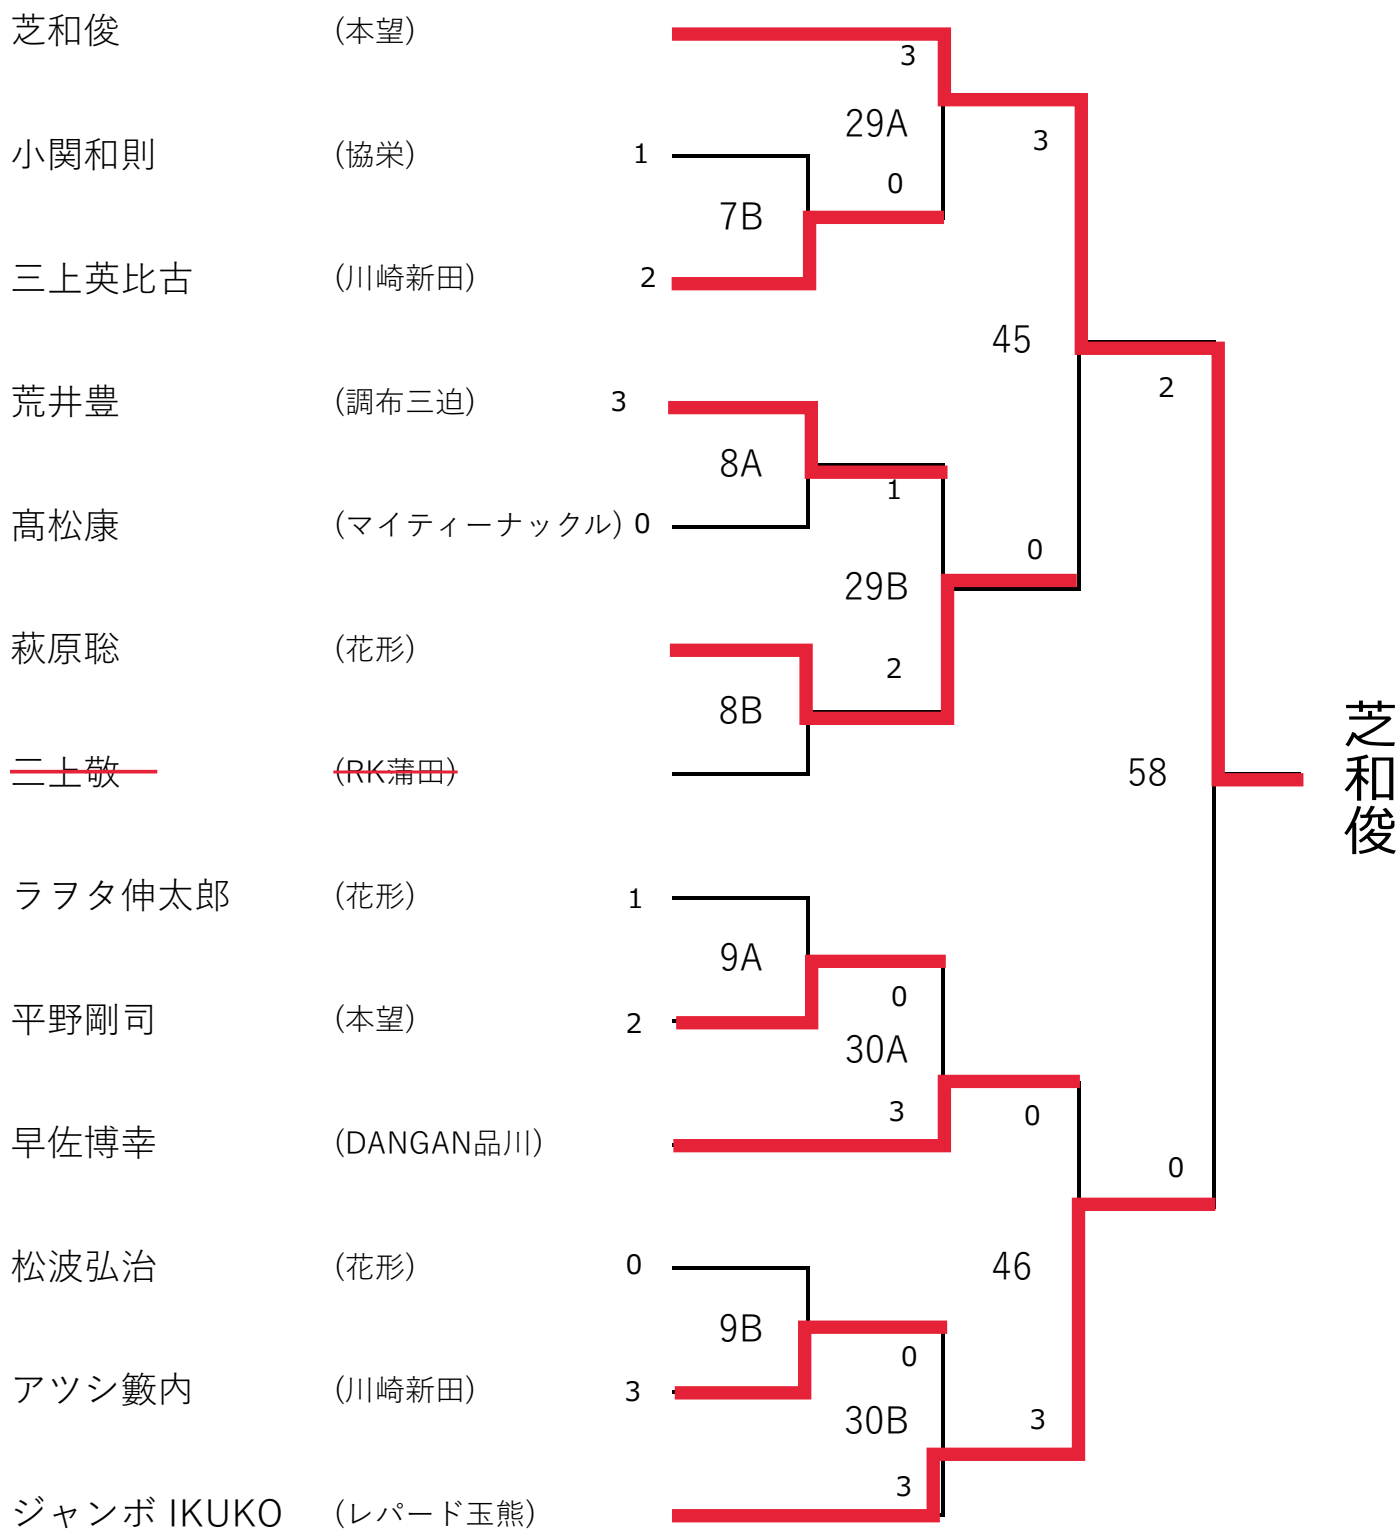 芝和俊 (本望)
3
29A
3
小関和則 (協栄) 1
0
7B
三上英比古 (川崎新田) 2
45
2
荒井豊 (調布三迫) 3
8A
1
髙松康 (マイティーナックル) 0
0
29B
萩原聡 (花形)
2
8B
芝和俊
二上敬 (RK蒲田)
58
ラヲタ伸太郎 (花形) 1
9A
0
平野剛司 (本望) 2
30A
3
0
早佐博幸 (DANGAN品川)
0
松波弘治 (花形) 0
46
9B
0
アツシ籔内 (川崎新田) 3
30B
3
3
ジャンボ IKUKO (レパード玉熊)